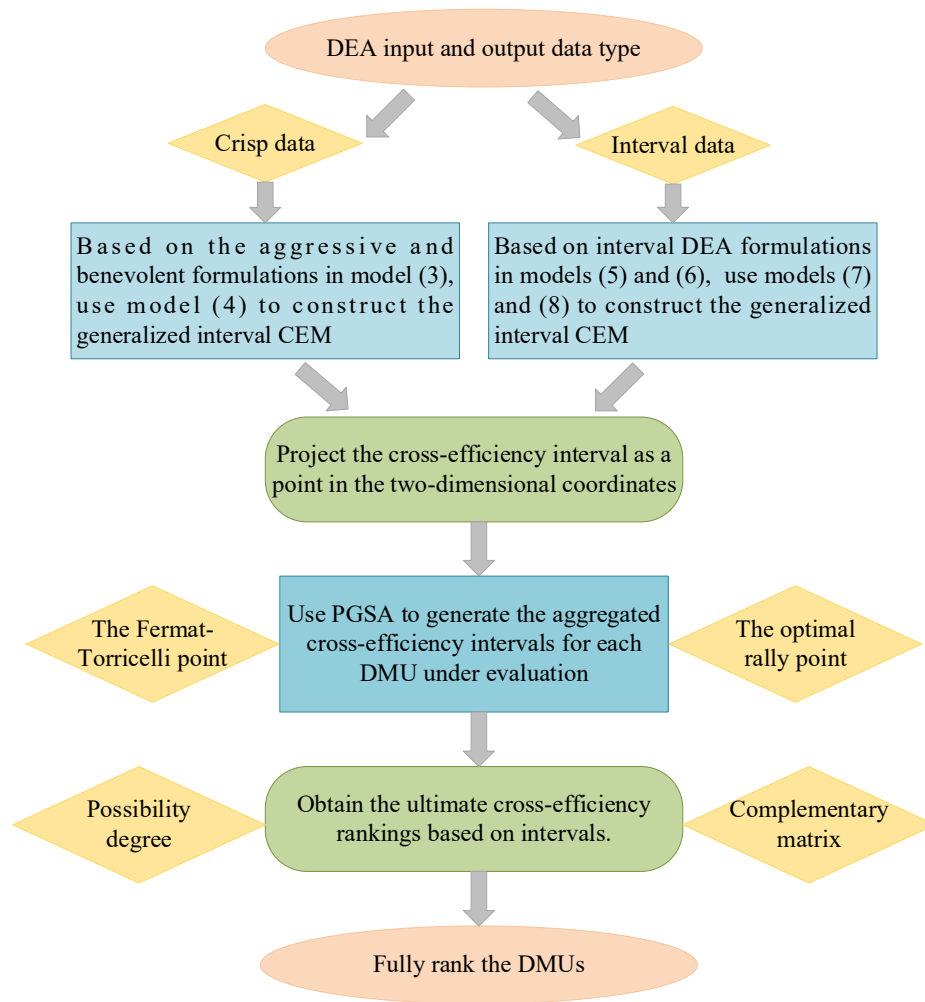 DEA input and output data type
Crisp data
Interval data
Based on the aggressive and
benevolent formulations in model (3),
use model (4) to construct the
generalized interval CEM
Based on interval DEA formulations
in models (5) and (6), use models (7)
and (8) to construct the generalized
interval CEM
Project the cross-efficiency interval as a
point in the two-dimensional coordinates
The Fermat-
Torricelli point
Use PGSA to generate the aggregated
cross-efficiency intervals for each
DMU under evaluation
The optimal
rally point
Possibility
degree
Obtain the ultimate cross-efficiency
rankings based on intervals.
Complementary
matrix
Fully rank the DMUs